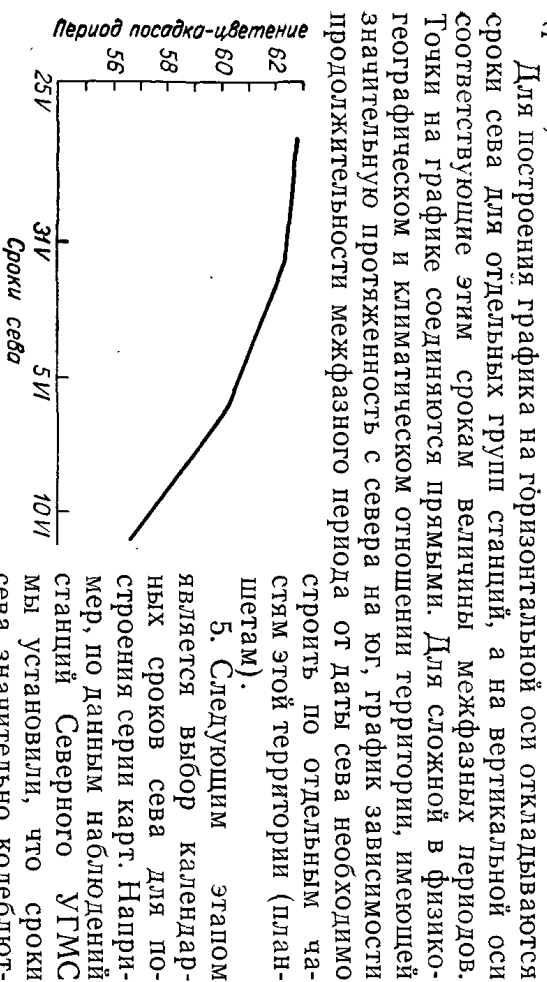 Для построения графика на горизонтальной оси откладываются
сроки сева для отдельных групп станций, а на вертикальной оси
соответствующие этим срокам величины межфазных периодов.
Точки на графике соединяются прямыми. Для сложной в физико-
географическом и климатическом отношении территории, имеющей
значительную протяженность с севера на юг, график зависимости
продолжительности межфазного периода от даты сева необходимо
строить по отдельным ча-
стям этой территории (план-
шетам).
5. Следующим этапом
является выбор календар-
ных сроков сева для по-
строения серии карт. Напри-
мер, по данным наблюдений
станций Северного УГМС
мы установили, что сроки
сева значительно колеблют-
Период посадка-цветение
62
60
58
56
25V
31V
5VI
10VI
Сроки сева